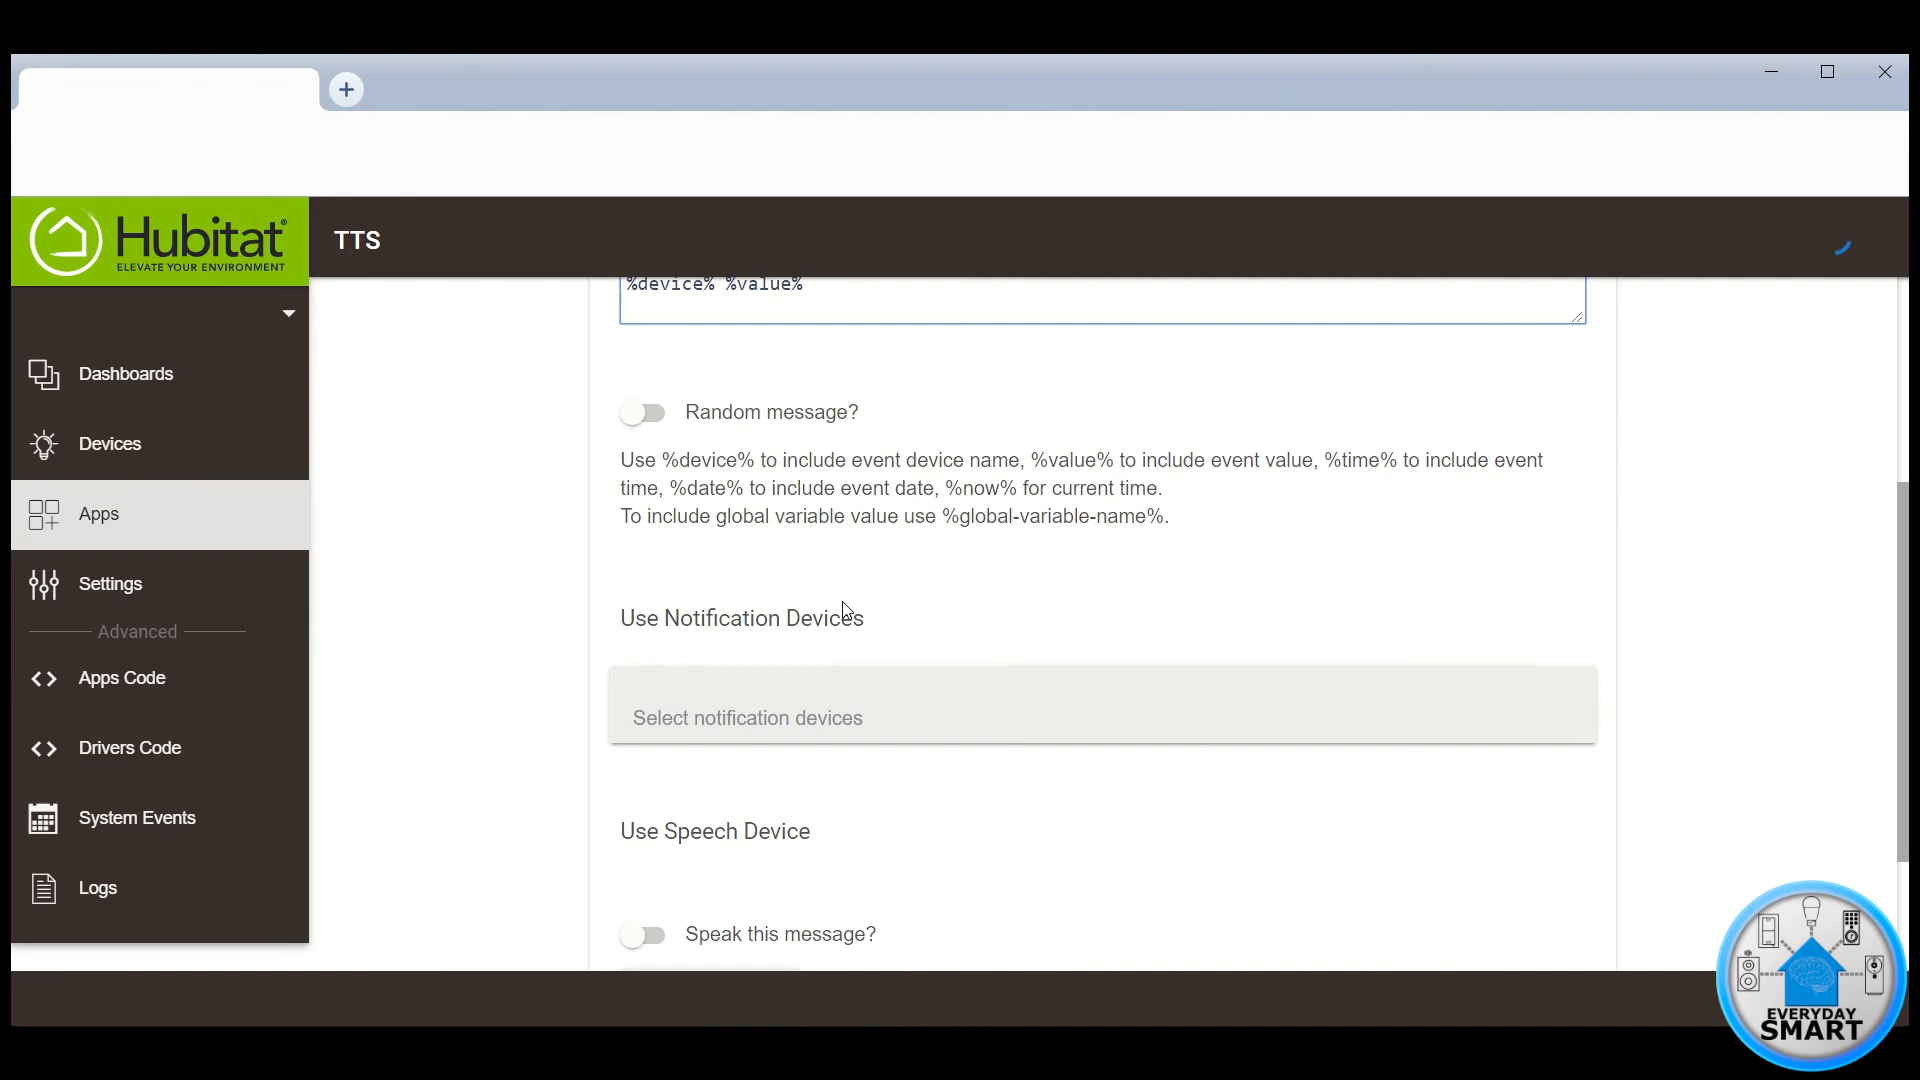 Hubitat®
ELEVATE YOUR ENVIRONMENT
TTS
%device% %value%
Dashboards
Devices
Apps
Settings
Advanced
Apps Code
Drivers Code
System Events
Logs
Random message?
Use %device% to include event device name, %value% to include event value, %time% to include event
time, %date% to include event date, %now% for current time.
To include global variable value use %global-variable-name%.
Use Notification Devices
Select notification devices
Use Speech Device
Speak this message?
EVERYDAY
SMART